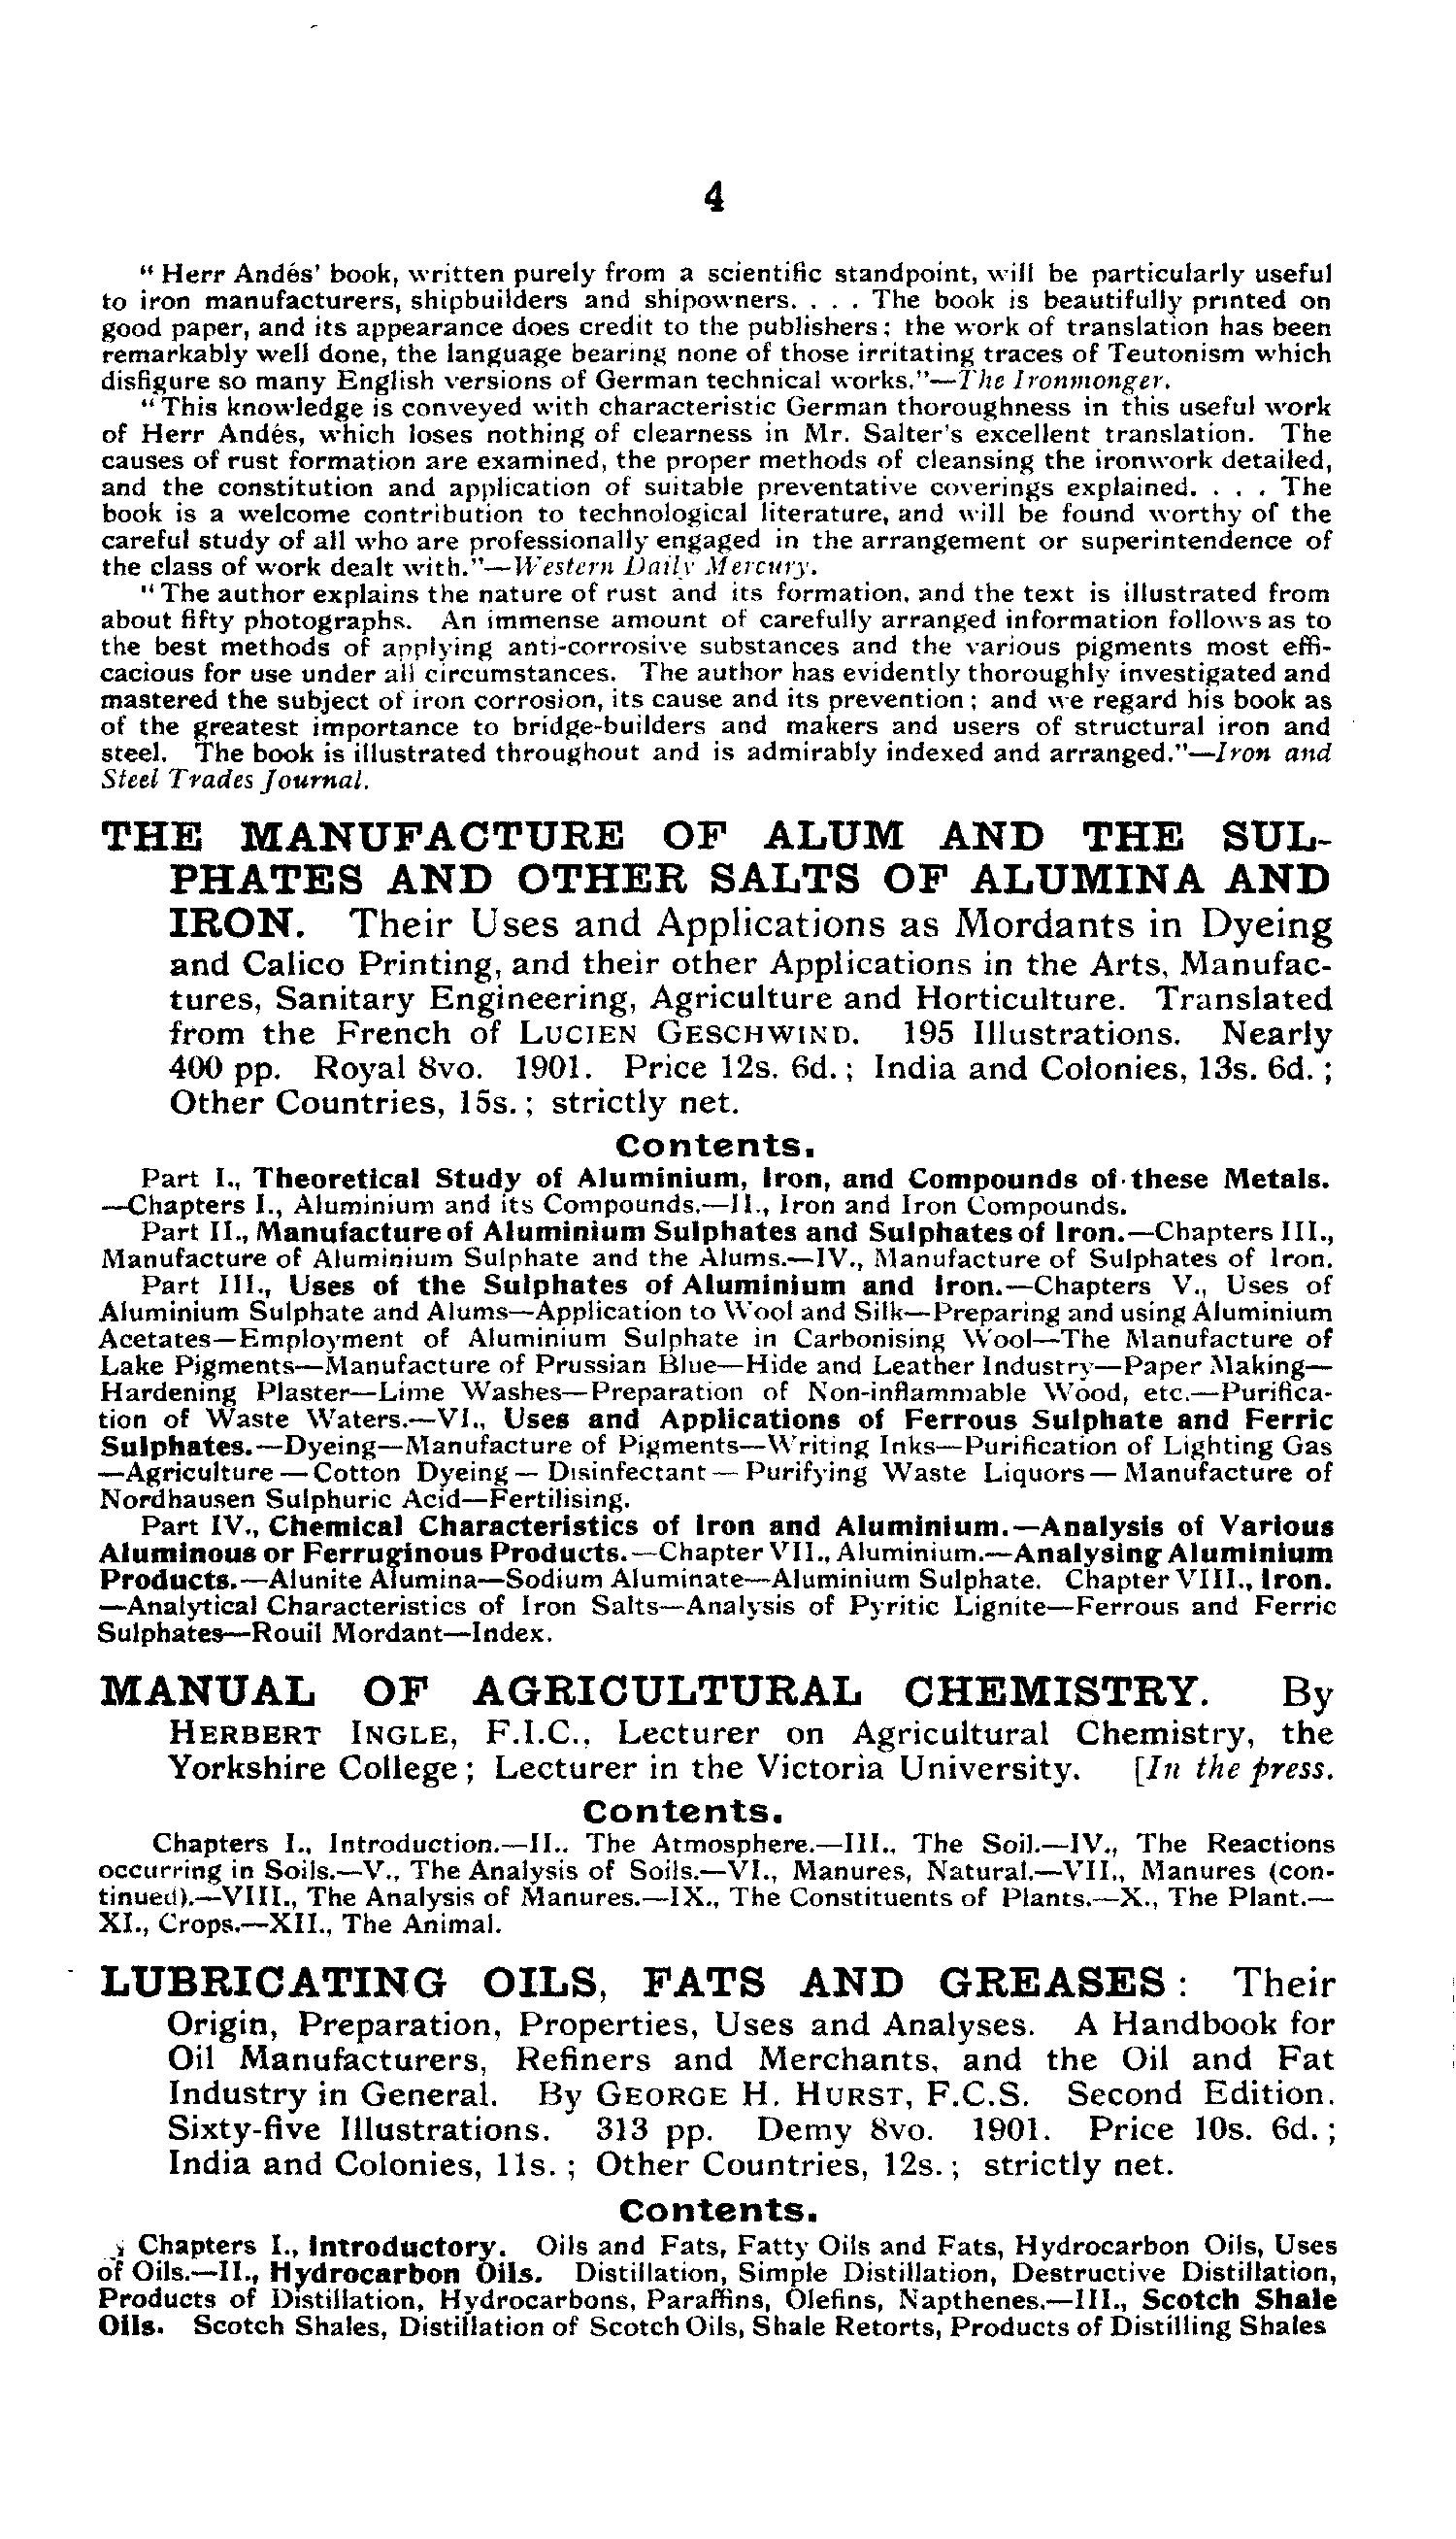 4
" Herr Andés' book, written purely from a scientific standpoint, will be particularly useful
to iron manufacturers, shipbuilders and shipowners. . . . The book is beautifully printed on
good paper, and its appearance does credit to the publishers; the work of translation has been
remarkably well done, the language bearing none of those irritating traces of Teutonism which
disfigure so many English versions of German technical works."—The Ironmonger.
"This knowledge is conveyed with characteristic German thoroughness in this useful work
of Herr Andés, which loses nothing of clearness in Mr. Salter's excellent translation. The
causes of rust formation are examined, the proper methods of cleansing the ironwork detailed,
and the constitution and application of suitable preventative coverings explained. . . . The
book is a welcome contribution to technological literature, and will be found worthy of the
careful study of all who are professionally engaged in the arrangement or superintendence of
the class of work dealt with."—Western Daily Mercury.
"The author explains the nature of rust and its formation, and the text is illustrated from
about fifty photographs. An immense amount of carefully arranged information follows as to
the best methods of applying anti-corrosive substances and the various pigments most effi-
cacious for use under all circumstances. The author has evidently thoroughly investigated and
mastered the subject of iron corrosion, its cause and its prevention; and we regard his book as
of the greatest importance to bridge-builders and makers and users of structural iron and
steel. The book is illustrated throughout and is admirably indexed and arranged."—Iron and
Steel Trades Journal.
THE MANUFACTURE OF ALUM AND THE SUL-
PHATES AND OTHER SALTS OF ALUMINA AND
IRON. Their Uses and Applications as Mordants in Dyeing
and Calico Printing, and their other Applications in the Arts, Manufac-
tures, Sanitary Engineering, Agriculture and Horticulture. Translated
from the French of LUCIEN GESCHWIND. 195 Illustrations. Nearly
400 pp. Royal 8vo. 1901. Price 12s. 6d.; India and Colonies, 13s. 6d.;
Other Countries, 15s.; strictly net.
Contents.
Part I., Theoretical Study of Aluminium, Iron, and Compounds of these Metals.
—Chapters I., Aluminium and its Compounds.—II., Iron and Iron Compounds.
Part II., Manufacture of Aluminium Sulphates and Sulphates of Iron.—Chapters III.,
Manufacture of Aluminium Sulphate and the Alums.—IV., Manufacture of Sulphates of Iron.
Part III., Uses of the Sulphates of Aluminium and Iron.—Chapters V., Uses of
Aluminium Sulphate and Alums—Application to Wool and Silk—Preparing and using Aluminium
Acetates—Employment of Aluminium Sulphate in Carbonising Wool—The Manufacture of
Lake Pigments—Manufacture of Prussian Blue—Hide and Leather Industry—Paper Making—
Hardening Plaster—Lime Washes—Preparation of Non-inflammable Wood, etc.—Purifica-
tion of Waste Waters.—VI., Uses and Applications of Ferrous Sulphate and Ferric
Sulphates.—Dyeing—Manufacture of Pigments—Writing Inks—Purification of Lighting Gas
—Agriculture—Cotton Dyeing—Disinfectant—Purifying Waste Liquors—Manufacture of
Nordhausen Sulphuric Acid—Fertilising.
Part IV., Chemical Characteristics of Iron and Aluminium.—Analysis of Various
Aluminous or Ferruginous Products.—Chapter VII., Aluminium.—Analysing Aluminium
Products.—Alunite Alumina—Sodium Aluminate—Aluminium Sulphate. Chapter VIII., Iron.
—Analytical Characteristics of Iron Salts—Analysis of Pyritic Lignite—Ferrous and Ferric
Sulphates—Rouil Mordant—Index.
MANUAL OF AGRICULTURAL CHEMISTRY. By
HERBERT INGLE, F.I.C., Lecturer on Agricultural Chemistry, the
Yorkshire College; Lecturer in the Victoria University. [In the press.
Contents.
Chapters I., Introduction.—II.. The Atmosphere.—III., The Soil.—IV., The Reactions
occurring in Soils.—V., The Analysis of Soils.—VI., Manures, Natural.—VII., Manures (con-
tinued).—VIII., The Analysis of Manures.—IX., The Constituents of Plants.—X., The Plant.—
XI., Crops.—XII., The Animal.
LUBRICATING OILS, FATS AND GREASES: Their
Origin, Preparation, Properties, Uses and Analyses. A Handbook for
Oil Manufacturers, Refiners and Merchants, and the Oil and Fat
Industry in General. By GEORGE H. HURST, F.C.S. Second Edition.
Sixty-five Illustrations. 313 pp. Demy 8vo. 1901. Price 10s. 6d.;
India and Colonies, 11s.; Other Countries, 12s.; strictly net.
Contents.
Chapters I., Introductory. Oils and Fats, Fatty Oils and Fats, Hydrocarbon Oils, Uses
of Oils.—II., Hydrocarbon Oils. Distillation, Simple Distillation, Destructive Distillation,
Products of Distillation, Hydrocarbons, Paraffins, Olefins, Napthenes.—III., Scotch Shale
Oils. Scotch Shales, Distillation of Scotch Oils, Shale Retorts, Products of Distilling Shales